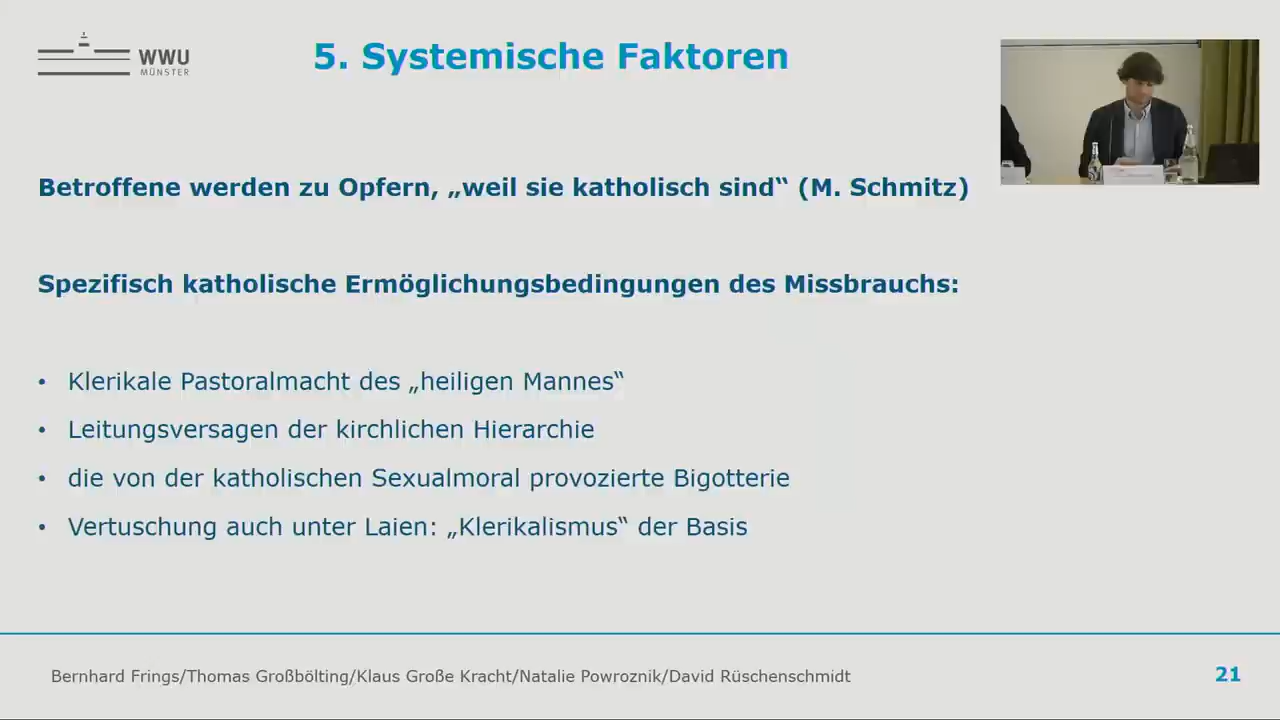 WWU
MÜNSTER
5. Systemische Faktoren
Betroffene werden zu Opfern, „weil sie katholisch sind“ (M. Schmitz)
Spezifisch katholische Ermöglichungsbedingungen des Missbrauchs:
• Klerikale Pastoralmacht des „heiligen Mannes“
• Leitungsversagen der kirchlichen Hierarchie
• die von der katholischen Sexualmoral provozierte Bigotterie
• Vertuschung auch unter Laien: „Klerikalismus“ der Basis
Bernhard Frings/Thomas Großbölting/Klaus Große Kracht/Natalie Powroznik/David Rüschenschmidt
21